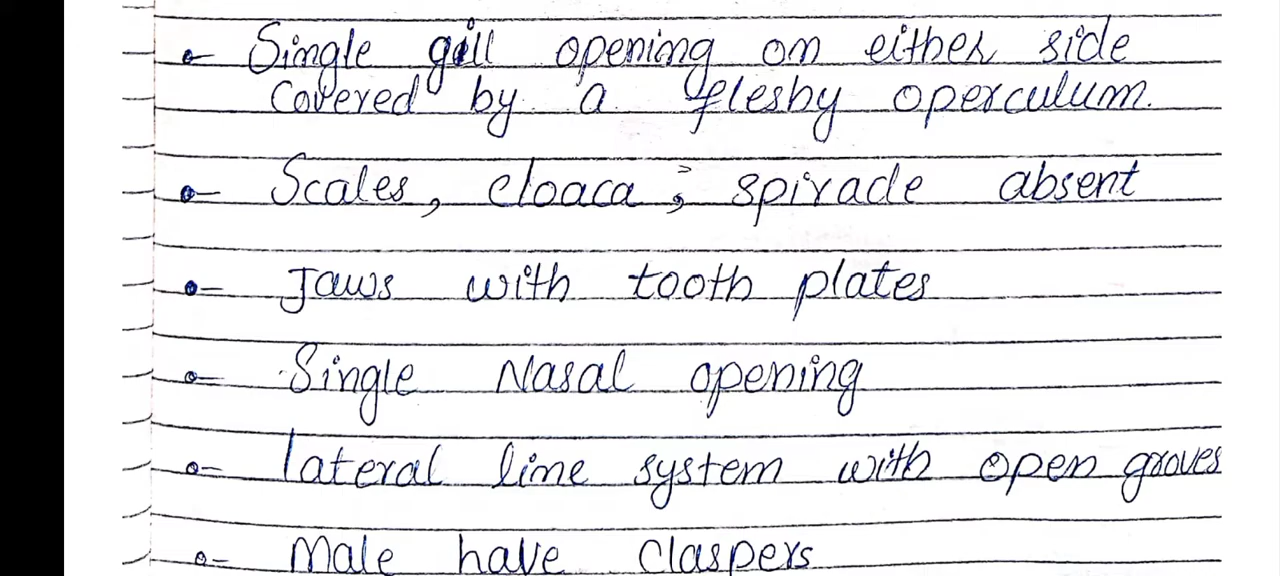 Single gill opening on either side
covered by a fleshy operculum.
Scales, cloaca ; spiracle absent
Jaws with tooth plates
Single Nasal opening
lateral line system with open groves
Male have claspers